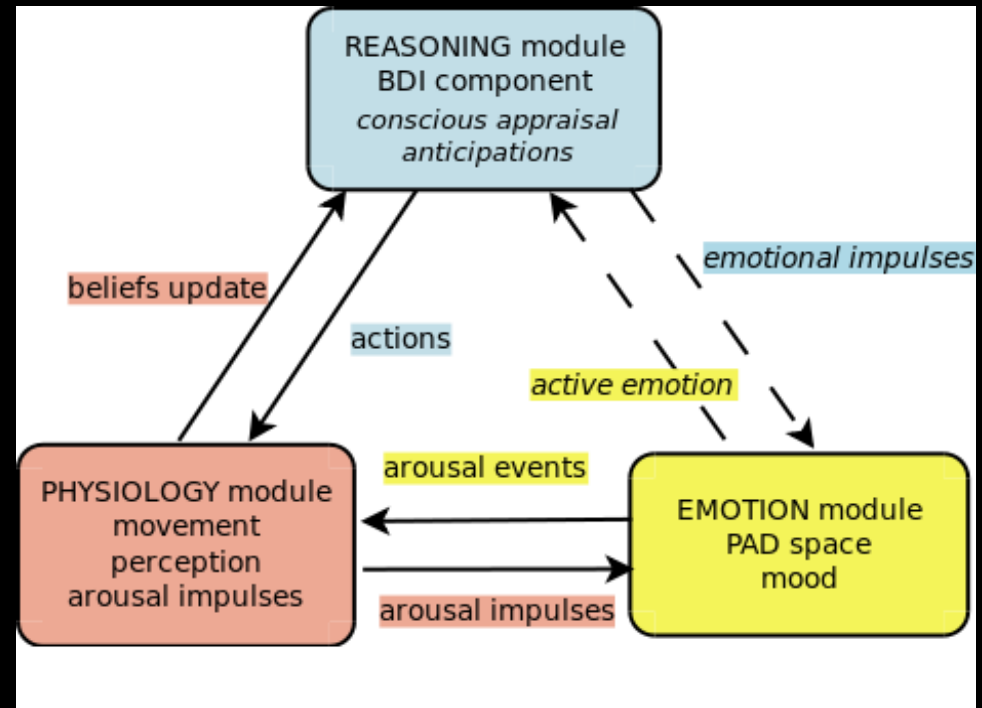 REASONING module
BDI component
conscious appraisal
anticipations
emotional impulses
beliefs update
actions
active emotion
arousal events
PHYSIOLOGY module
movement
perception
arousal impulses
EMOTION module
PAD space
mood
arousal impulses